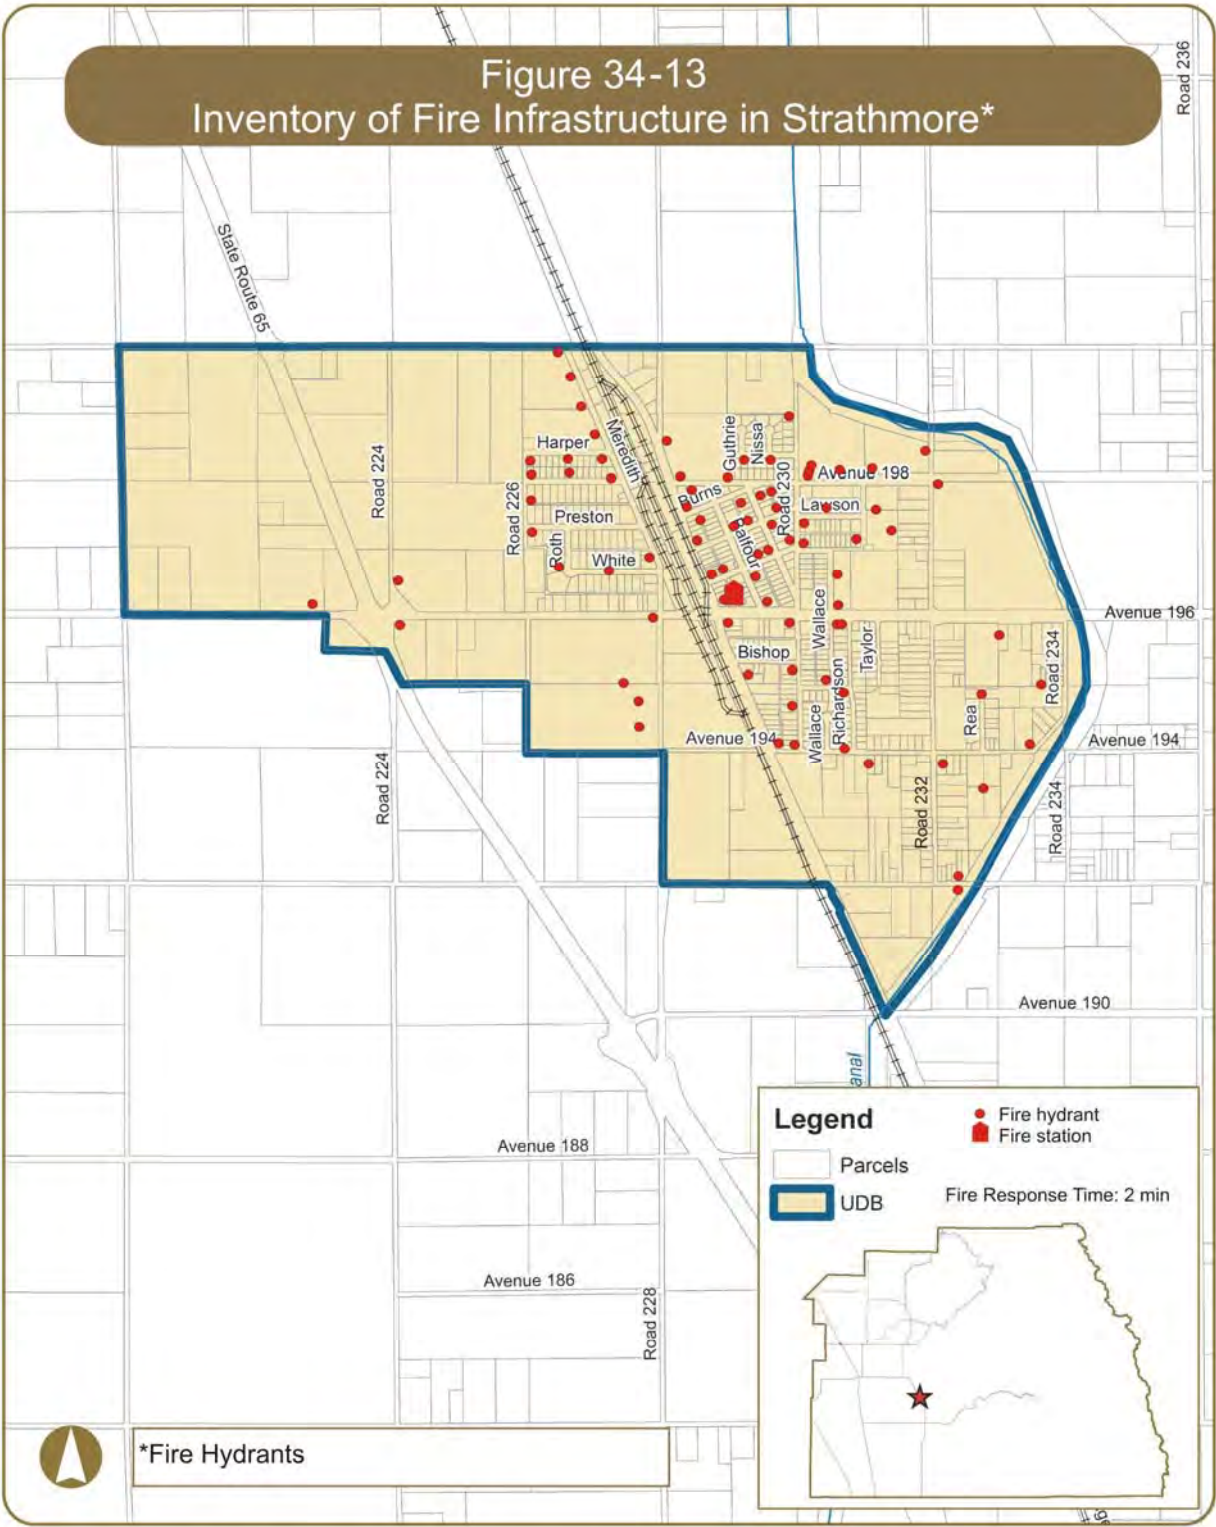 Figure 34-13
Inventory of Fire Infrastructure in Strathmore*
Road 236
State Route 65
Road 224
Harper
Meredith
Guthrie
Nissa
Road 230
Avenue 198
Road 226
Burns
Lawson
Preston
Balfour
Roth
White
Wallace
Avenue 196
Bishop
Taylor
Road 234
Richardson
Rea
Wallace
Avenue 194
Avenue 194
Road 224
Road 232
Road 234
Avenue 190
anal
Legend
Fire hydrant
Fire station
Parcels
UDB
Fire Response Time: 2 min
Avenue 188
Avenue 186
Road 228
*Fire Hydrants